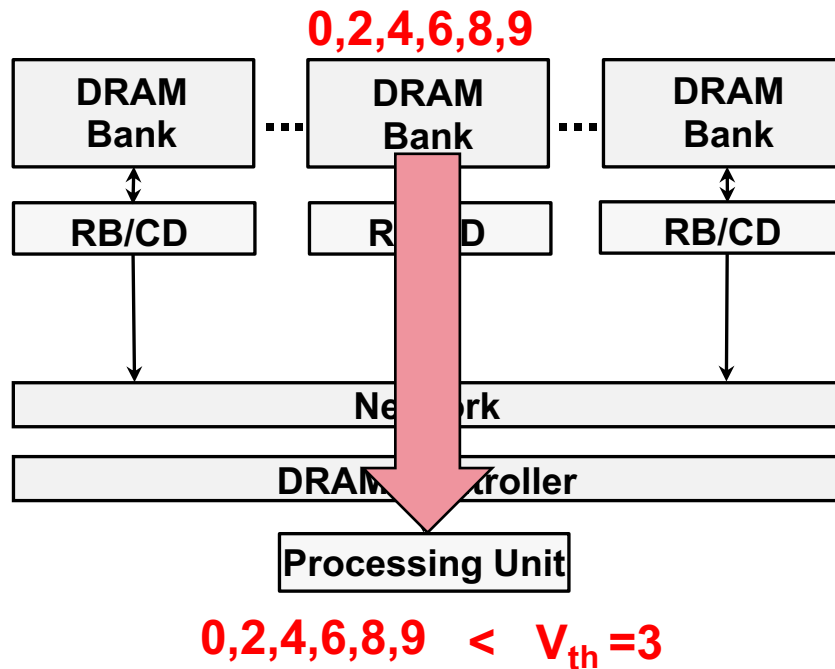 0,2,4,6,8,9
DRAM Bank
DRAM Bank
DRAM Bank
RB/CD
RB/CD
Processing Unit
0,2,4,6,8,9 < Vth =3